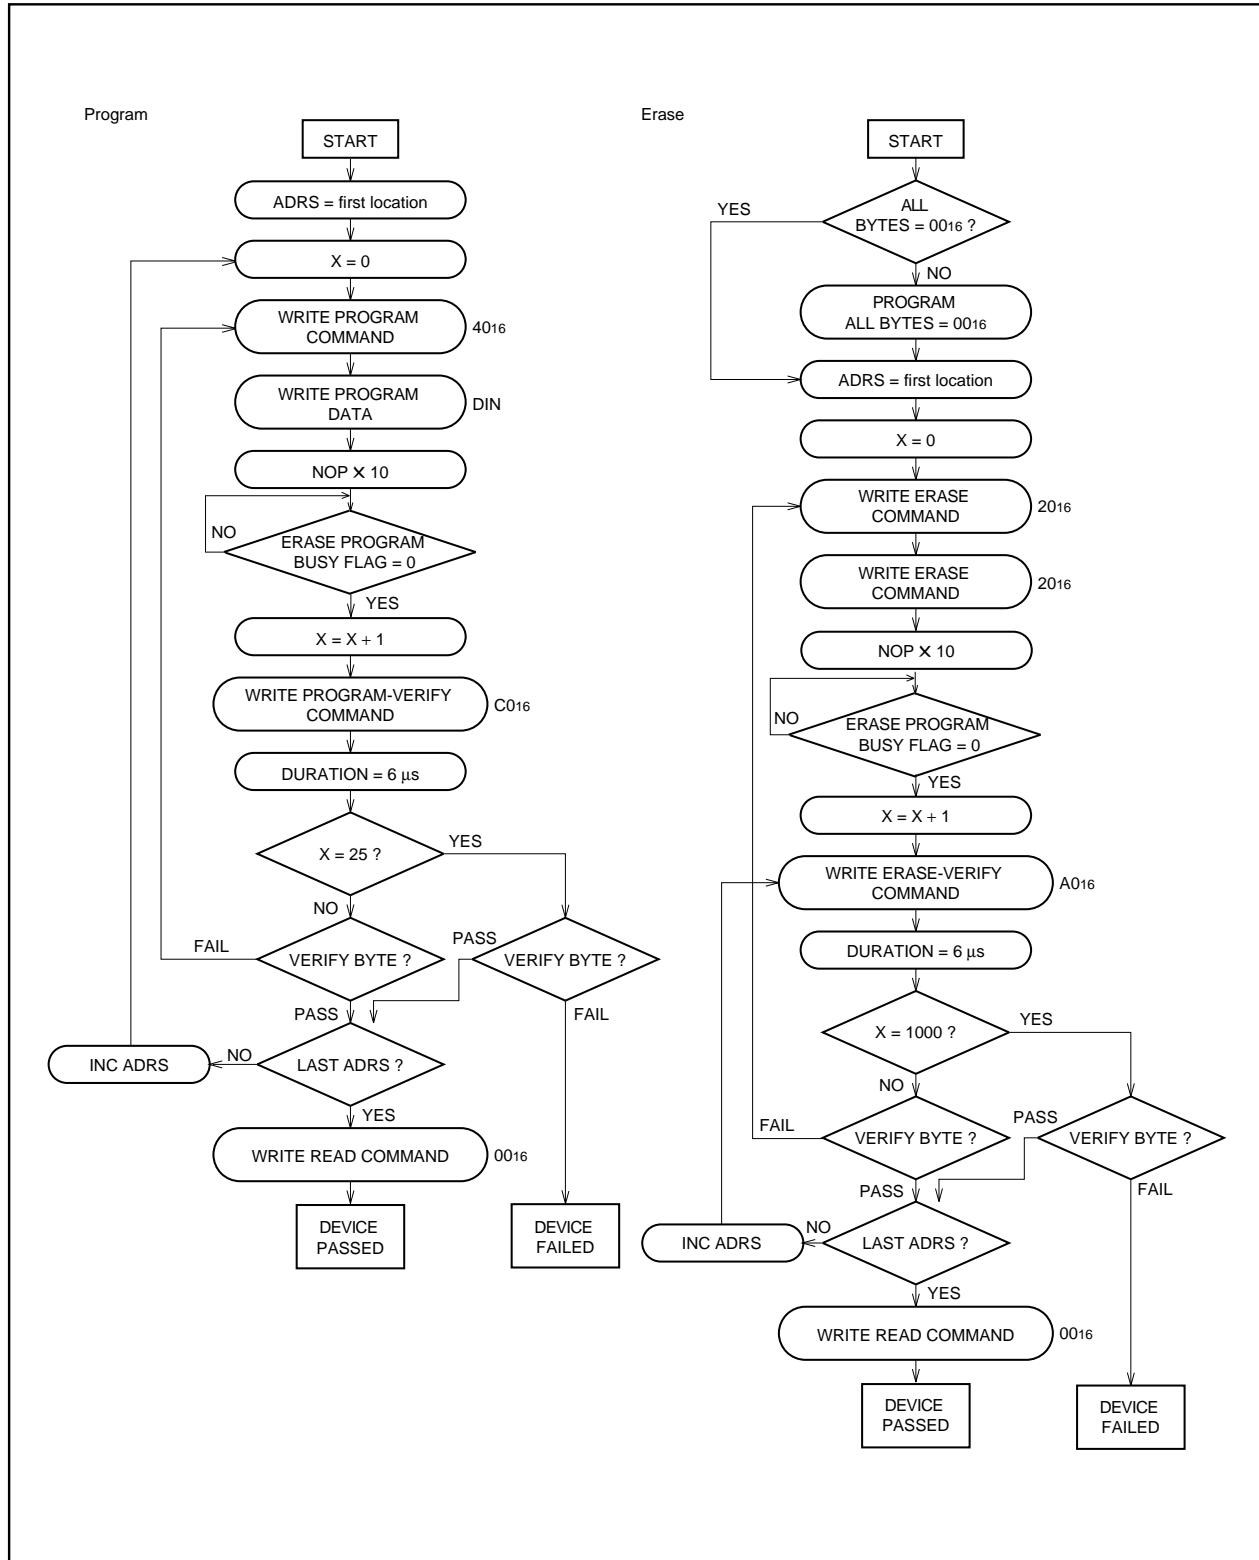 Program
START
ADRS = first location
X = 0
WRITE PROGRAM
COMMAND
4016
WRITE PROGRAM
DATA
DIN
NOP × 10
NO
ERASE PROGRAM
BUSY FLAG = 0
YES
X = X + 1
WRITE PROGRAM-VERIFY
COMMAND
C016
DURATION = 6 µs
X = 25 ?
YES
NO
FAIL
VERIFY BYTE ?
PASS
VERIFY BYTE ?
PASS
FAIL
INC ADRS
NO
LAST ADRS ?
YES
WRITE READ COMMAND
0016
DEVICE
PASSED
DEVICE
FAILED
Erase
START
YES
ALL
BYTES = 0016 ?
NO
PROGRAM
ALL BYTES = 0016
ADRS = first location
X = 0
WRITE ERASE
COMMAND
2016
WRITE ERASE
COMMAND
2016
NOP × 10
NO
ERASE PROGRAM
BUSY FLAG = 0
YES
X = X + 1
WRITE ERASE-VERIFY
COMMAND
A016
DURATION = 6 µs
X = 1000 ?
YES
NO
FAIL
VERIFY BYTE ?
PASS
VERIFY BYTE ?
PASS
FAIL
INC ADRS
NO
LAST ADRS ?
YES
WRITE READ COMMAND
0016
DEVICE
PASSED
DEVICE
FAILED